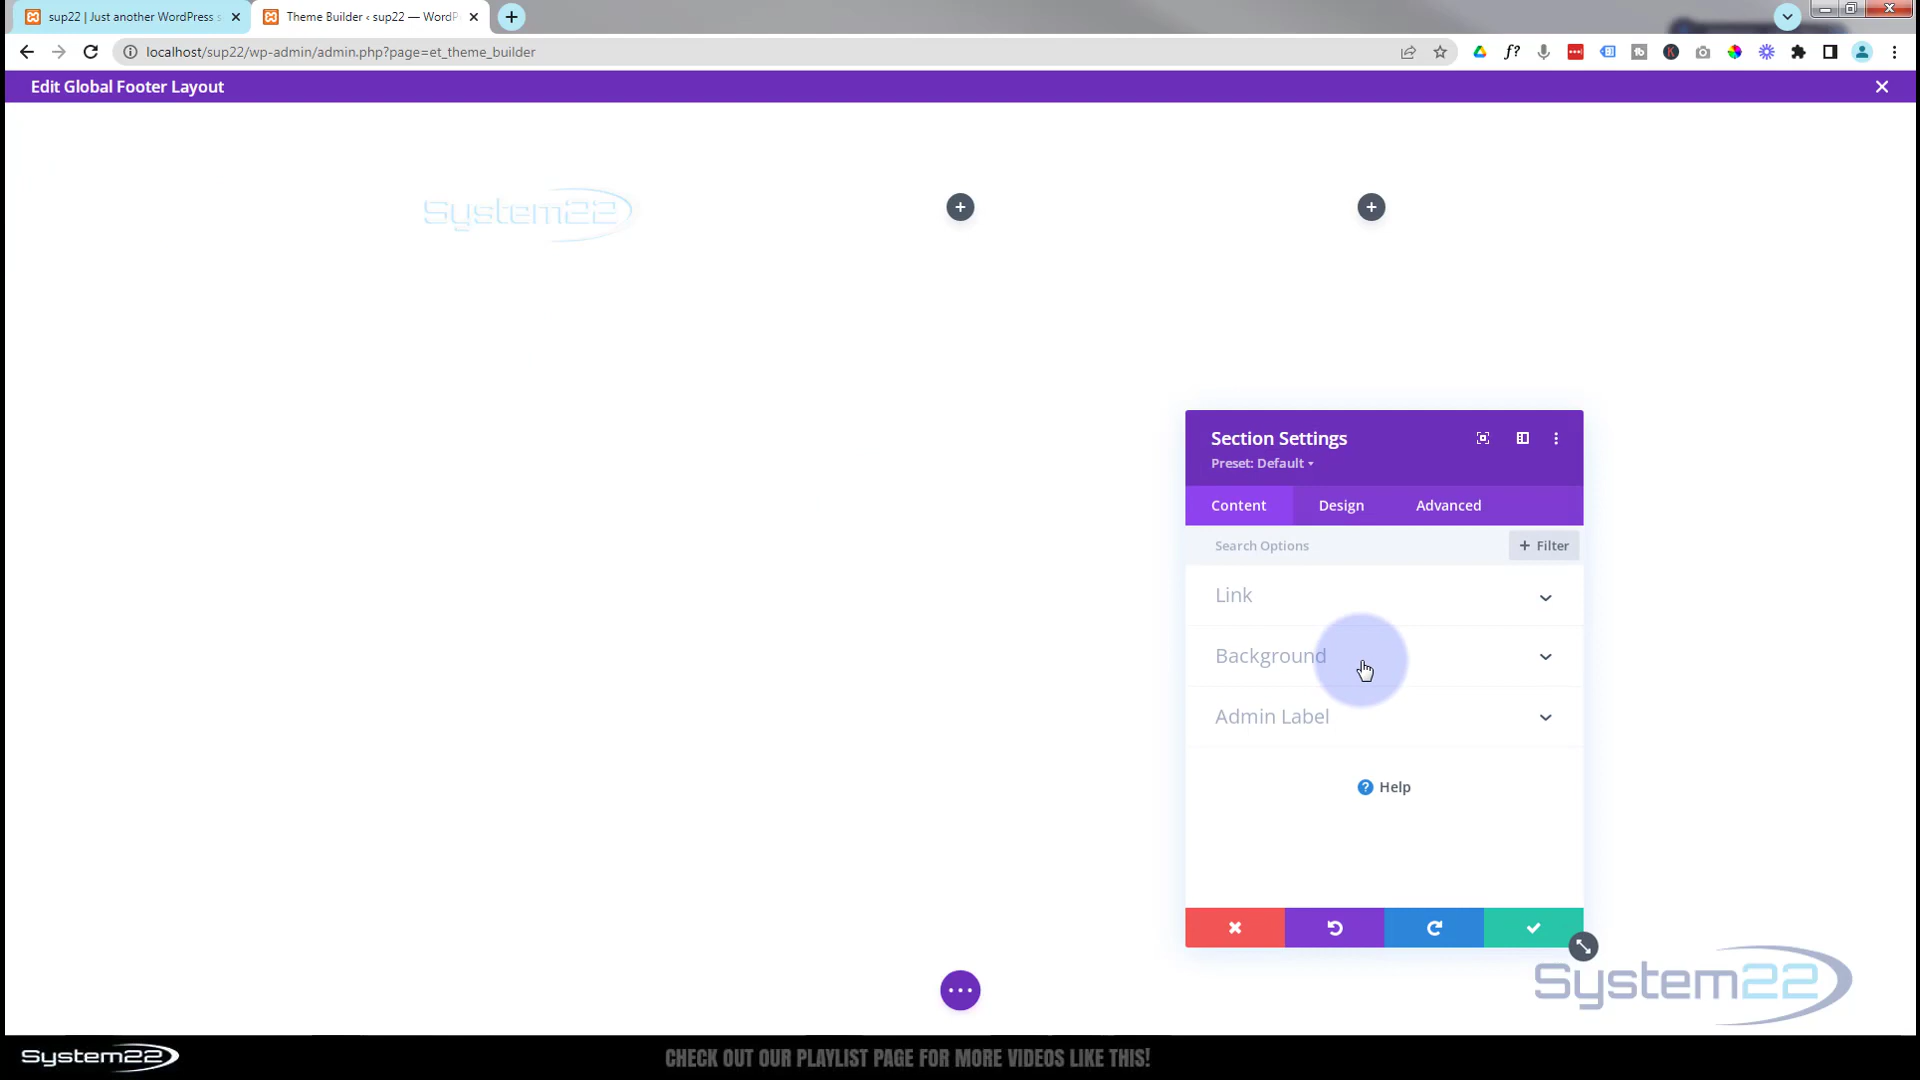 sup22 | Just another WordPress s
Theme Builder ‹ sup22 — WordP
localhost/sup22/wp-admin/admin.php?page=et_theme_builder
Edit Global Footer Layout
System22
Section Settings
Preset: Default
Content Design Advanced
Search Options
+ Filter
Link
Background
Admin Label
? Help
System22
System22
CHECK OUT OUR PLAYLIST PAGE FOR MORE VIDEOS LIKE THIS!